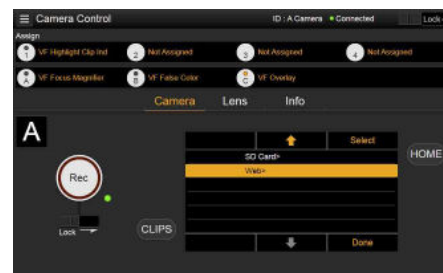 Camera Control ID : A Camera Connected Lock
Assign
1 VF Highlight Clip Ind 2 Not Assigned 3 Not Assigned 4 Not Assigned
A VF Focus Magnifier B VF False Color C VF Overlay
Camera Lens Info
A
Select
SD Card>
HOME
Web>
Rec
CLIPS
Lock
Done